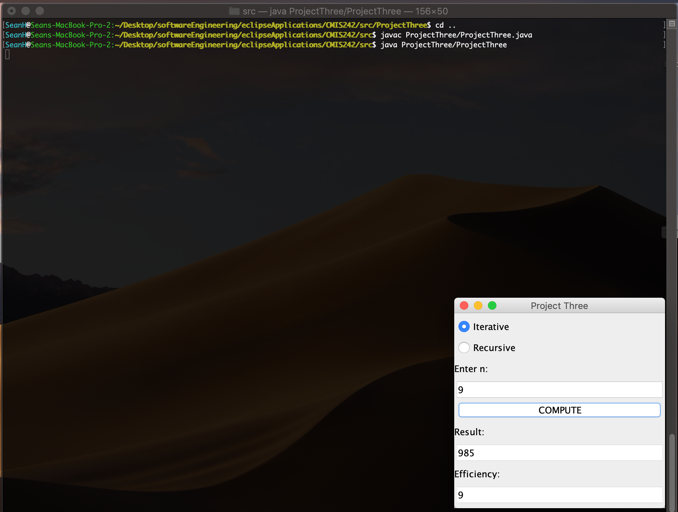 src — java ProjectThree/ProjectThree — 156×50
[SeanH@Seans-MacBook-Pro-2:~/Desktop/softwareEngineering/eclipseApplications/CMIS242/src/ProjectThree$ cd .. ]
[SeanH@Seans-MacBook-Pro-2:~/Desktop/softwareEngineering/eclipseApplications/CMIS242/src$ javac ProjectThree/ProjectThree.java ]
[SeanH@Seans-MacBook-Pro-2:~/Desktop/softwareEngineering/eclipseApplications/CMIS242/src$ java ProjectThree/ProjectThree ]
Project Three
Iterative
Recursive
Enter n:
9
COMPUTE
Result:
985
Efficiency:
9